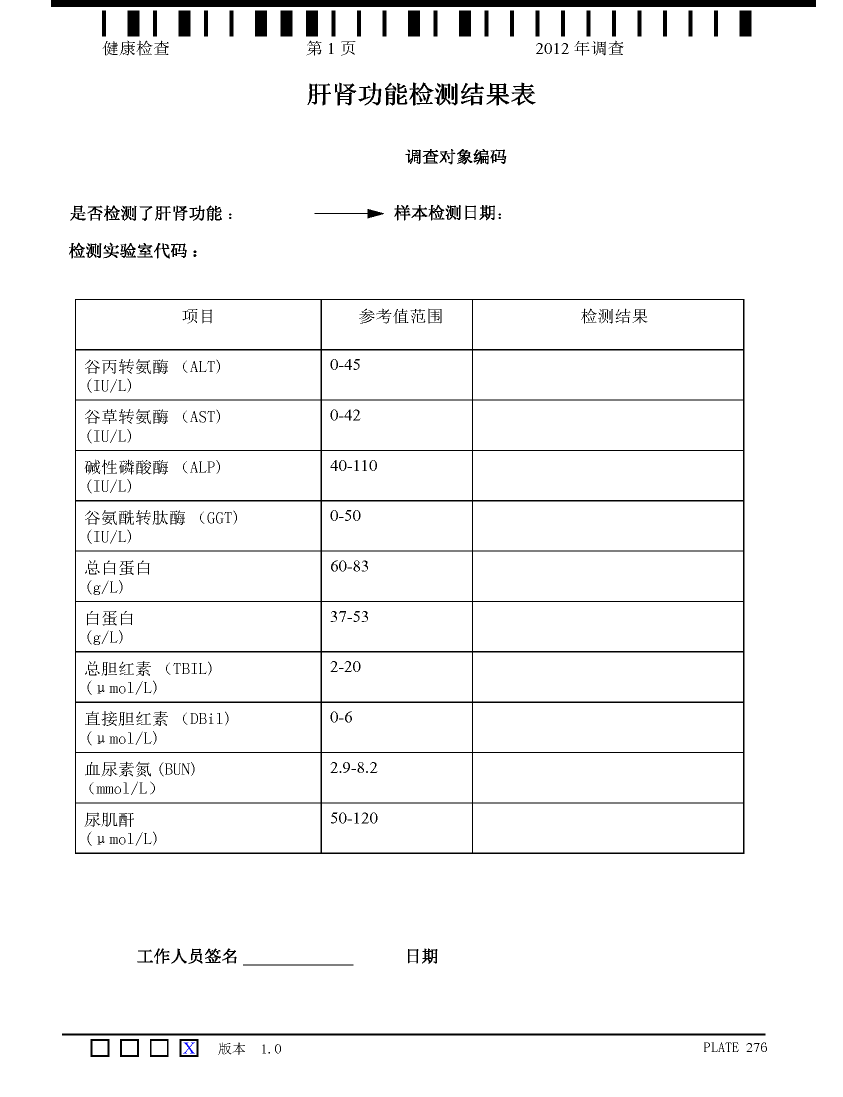 健康检查 第 1 页 2012 年调查
肝肾功能检测结果表
调查对象编码
是否检测了肝肾功能： 样本检测日期：
检测实验室代码：
项目 参考值范围 检测结果
谷丙转氨酶 （ALT） 0-45
(IU/L)
谷草转氨酶 （AST） 0-42
(IU/L)
碱性磷酸酶 （ALP） 40-110
(IU/L)
谷氨酰转肽酶 （GGT） 0-50
(IU/L)
总白蛋白 60-83
(g/L)
白蛋白 37-53
(g/L)
总胆红素 （TBIL） 2-20
(μmol/L)
直接胆红素 （DBil） 0-6
(μmol/L)
血尿素氮 (BUN) 2.9-8.2
（mmol/L）
尿肌酐 50-120
(μmol/L)
工作人员签名 ____________ 日期
X 版本 1.0 PLATE 276